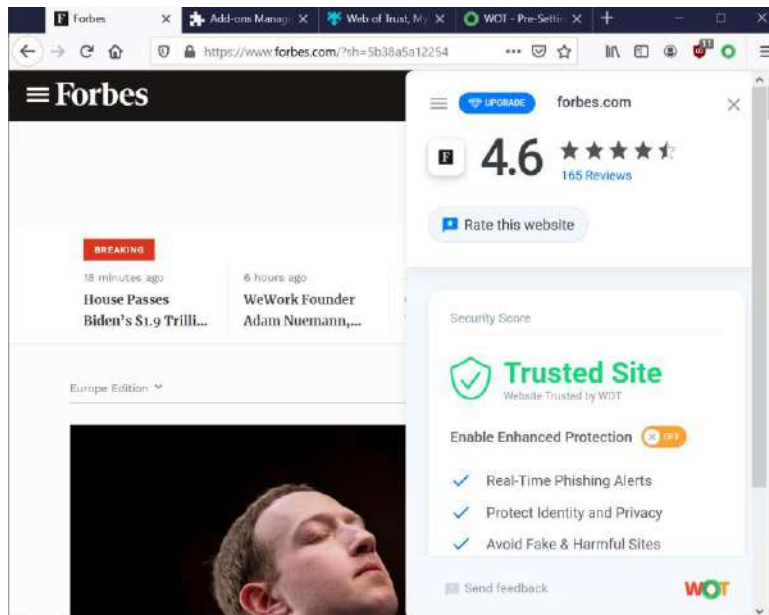 Forbes
Add-ons Manag
Web of Trust, My
WOT - Pre-Settin
https://www.forbes.com/?sh=5b38a5a12254
Forbes
UPGRADE
forbes.com
F
4.6
165 Reviews
Rate this website
BREAKING
18 minutes ago
House Passes
Biden's $1.9 Trilli...
6 hours ago
WeWork Founder
Adam Nuemann,...
Europe Edition
Security Score
Trusted Site
Website Trusted by WOT
Enable Enhanced Protection
OFF
Real-Time Phishing Alerts
Protect Identity and Privacy
Avoid Fake & Harmful Sites
Send feedback
WOT